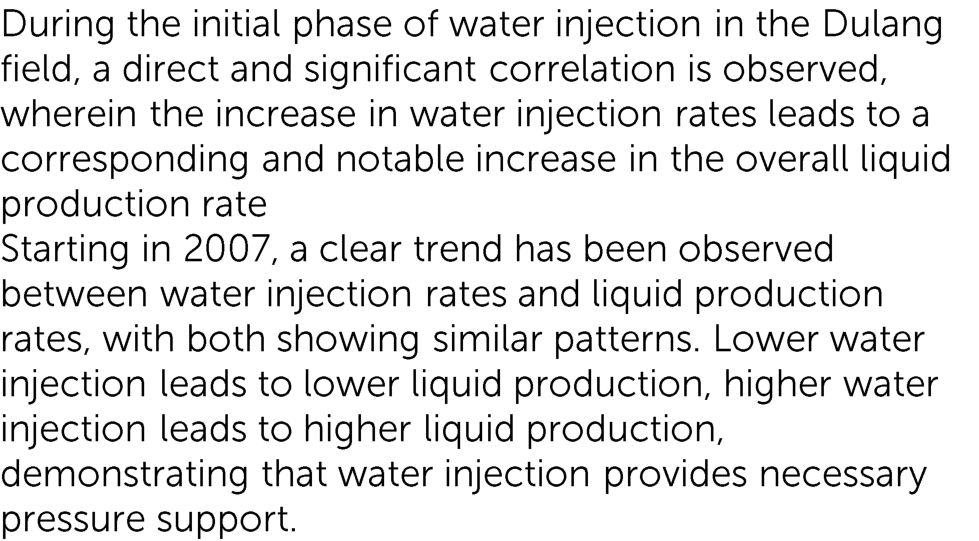 During the initial phase of water injection in the Dulang
field, a direct and significant correlation is observed,
wherein the increase in water injection rates leads to a
corresponding and notable increase in the overall liquid
production rate
Starting in 2007, a clear trend has been observed
between water injection rates and liquid production
rates, with both showing similar patterns. Lower water
injection leads to lower liquid production, higher water
injection leads to higher liquid production,
demonstrating that water injection provides necessary
pressure support.